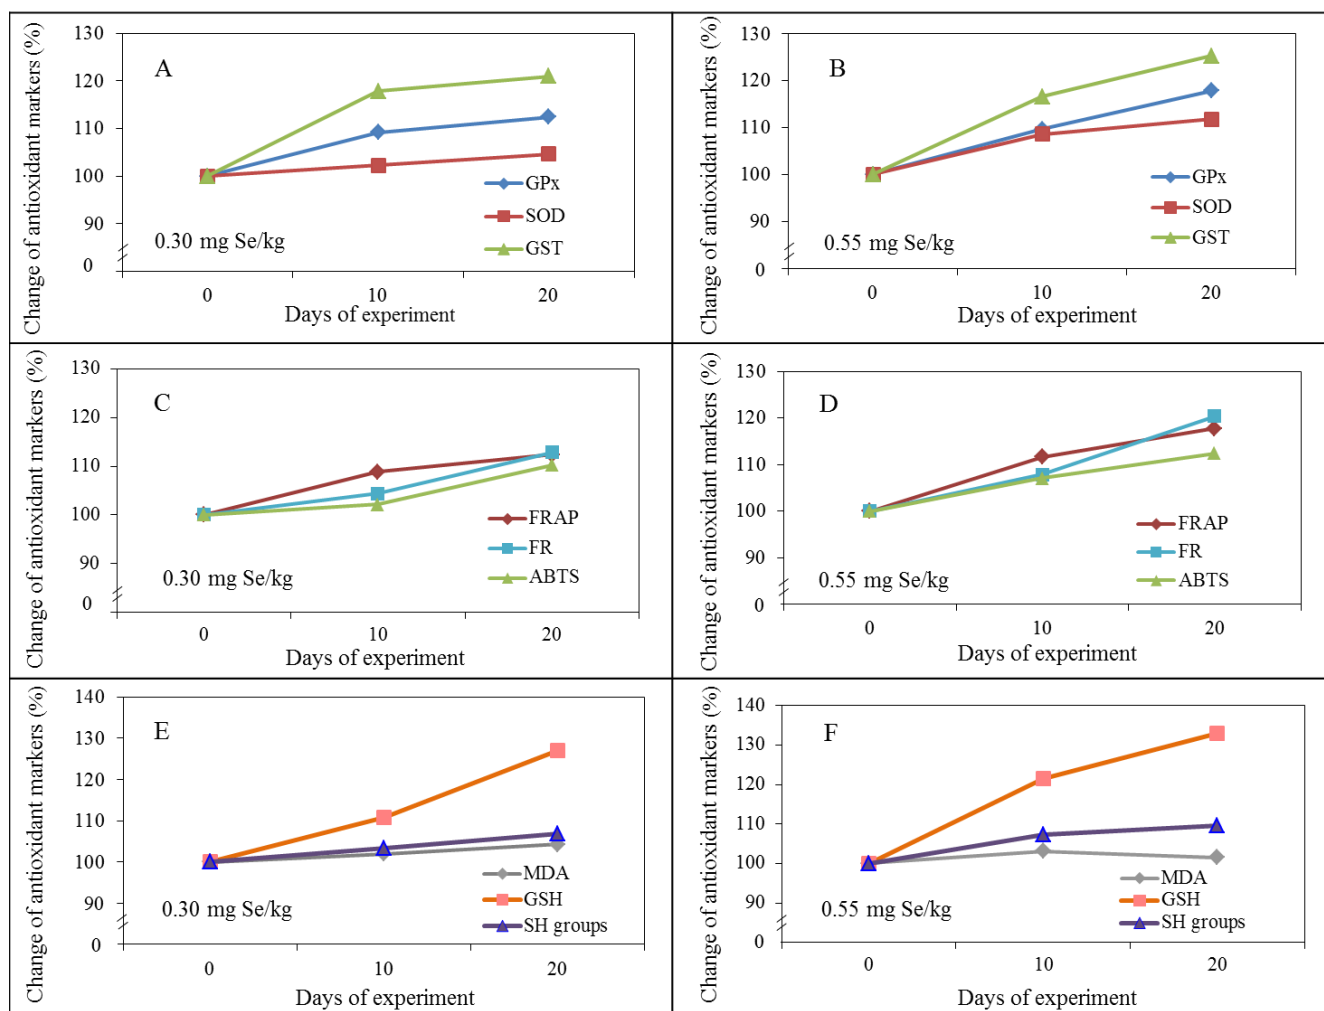 Change of antioxidant markers (%)
130
120
110
100
90
0
A
0.30 mg Se/kg
GPx
SOD
GST
0
10
20
Days of experiment
Change of antioxidant markers (%)
130
120
110
100
90
0
B
0.55 mg Se/kg
GPx
SOD
GST
0
10
20
Days of experiment
Change of antioxidant markers (%)
130
120
110
100
90
0
C
0.30 mg Se/kg
FRAP
FR
ABTS
0
10
20
Days of experiment
Change of antioxidant markers (%)
130
120
110
100
90
0
D
0.55 mg Se/kg
FRAP
FR
ABTS
0
10
20
Days of experiment
Change of antioxidant markers (%)
140
130
120
110
100
90
0
E
0.30 mg Se/kg
MDA
GSH
SH groups
0
10
20
Days of experiment
Change of antioxidant markers (%)
140
130
120
110
100
90
0
F
0.55 mg Se/kg
MDA
GSH
SH groups
0
10
20
Days of experiment